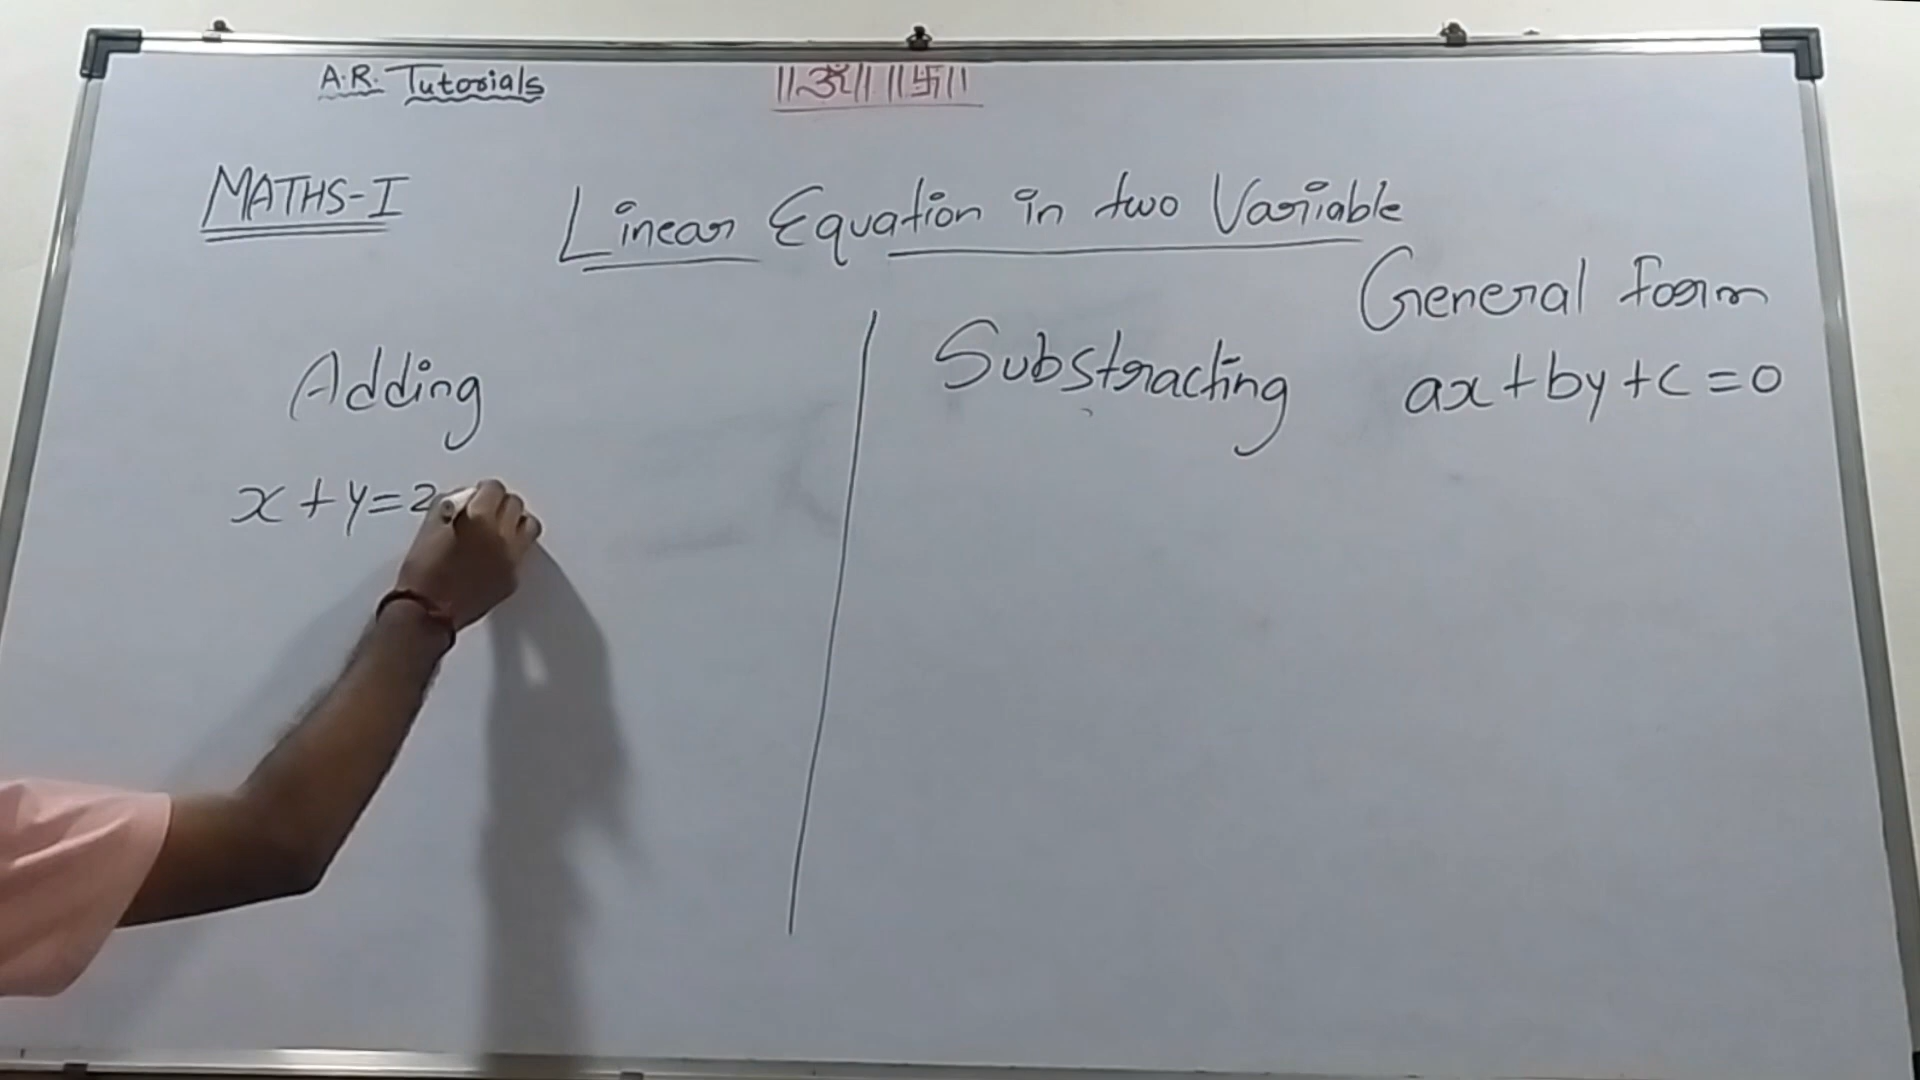 A.R. Tutorials
||ॐ|| ||卐||
MATHS-I
Linear Equation in two Variable
General form
Adding
Substracting
ax+by+c=0
x+y=2